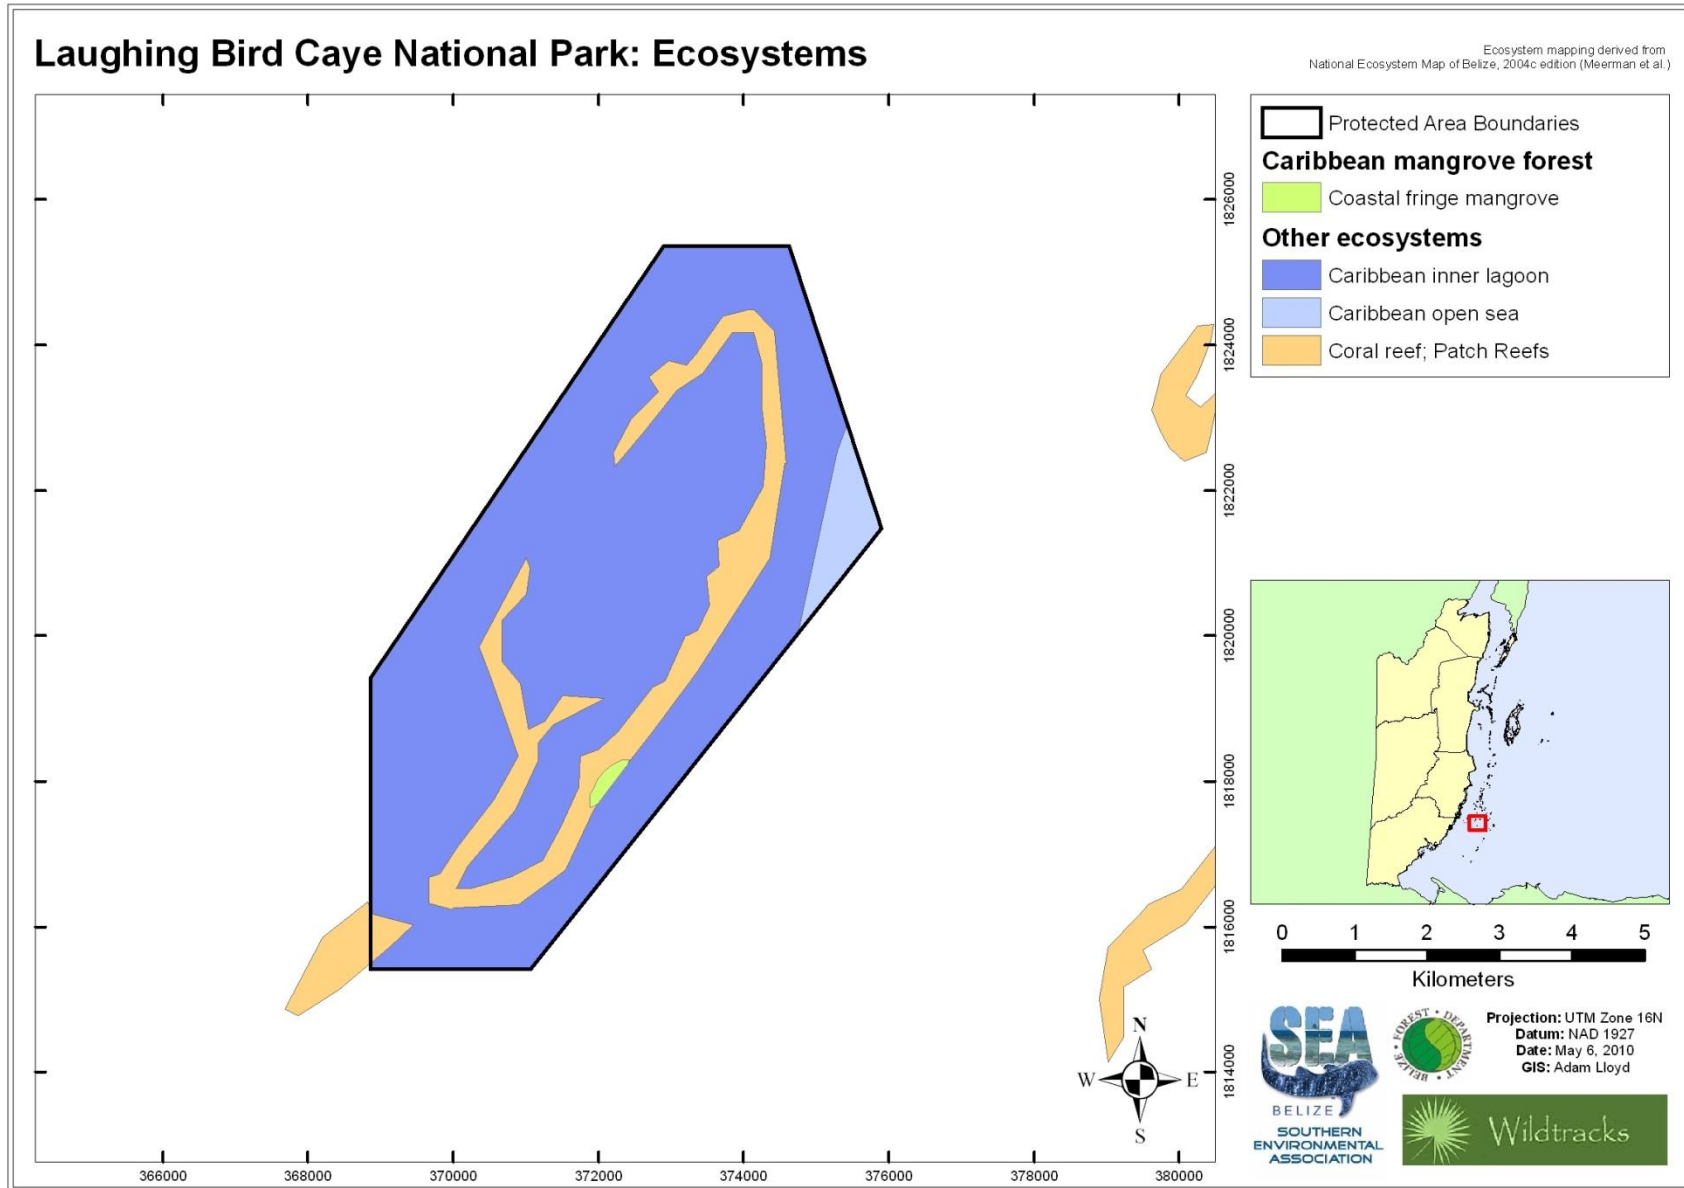 Laughing Bird Caye National Park: Ecosystems
Ecosystem mapping derived from
National Ecosystem Map of Belize, 2004c edition (Meerman et al.)
Protected Area Boundaries
Caribbean mangrove forest
Coastal fringe mangrove
Other ecosystems
Caribbean inner lagoon
Caribbean open sea
Coral reef; Patch Reefs
1826000
1824000
1822000
1820000
1818000
1816000
1814000
366000 368000 370000 372000 374000 376000 378000 380000
N
W E
S
0 1 2 3 4 5
Kilometers
SEA
BELIZE
SOUTHERN
ENVIRONMENTAL
ASSOCIATION
FOREST • DEPARTMENT • BELIZE •
Projection: UTM Zone 16N
Datum: NAD 1927
Date: May 6, 2010
GIS: Adam Lloyd
Wildtracks